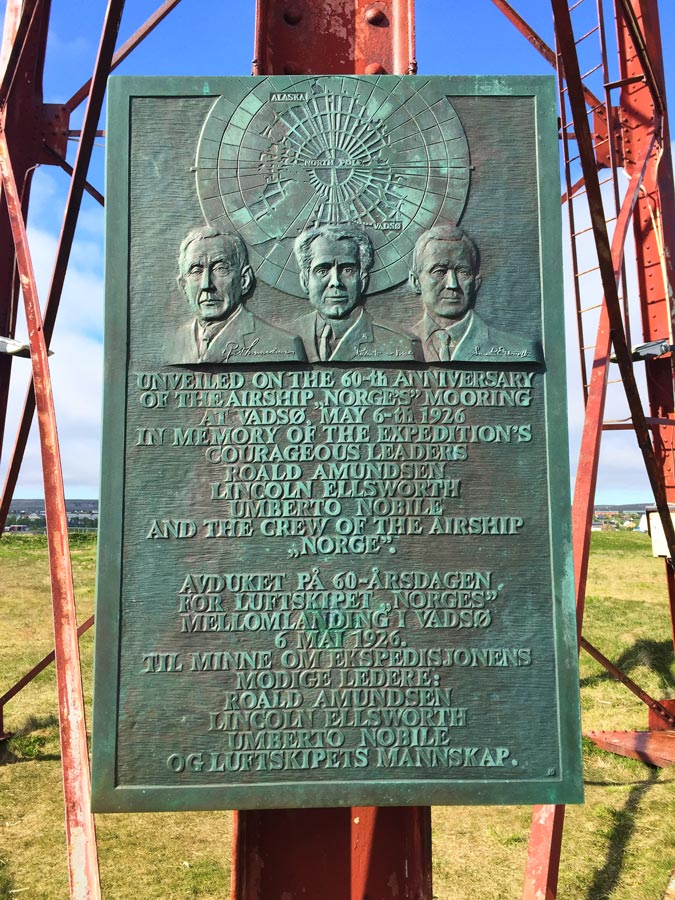 ALASKA
NORTH POLE
VADSØ
UNVEILED ON THE 60-th ANNIVERSARY
OF THE AIRSHIP „NORGE'S" MOORING
AT VADSØ, MAY 6-th 1926
IN MEMORY OF THE EXPEDITION'S
COURAGEOUS LEADERS
ROALD AMUNDSEN
LINCOLN ELLSWORTH
UMBERTO NOBILE
AND THE CREW OF THE AIRSHIP
„NORGE".
AVDUKET PÅ 60-ÅRSDAGEN
FOR LUFTSKIPET „NORGES"
MELLOMLANDING I VADSØ
6 MAI 1926.
TIL MINNE OM EKSPEDISJONENS
MODIGE LEDERE:
ROALD AMUNDSEN
LINCOLN ELLSWORTH
UMBERTO NOBILE
OG LUFTSKIPETS MANNSKAP.